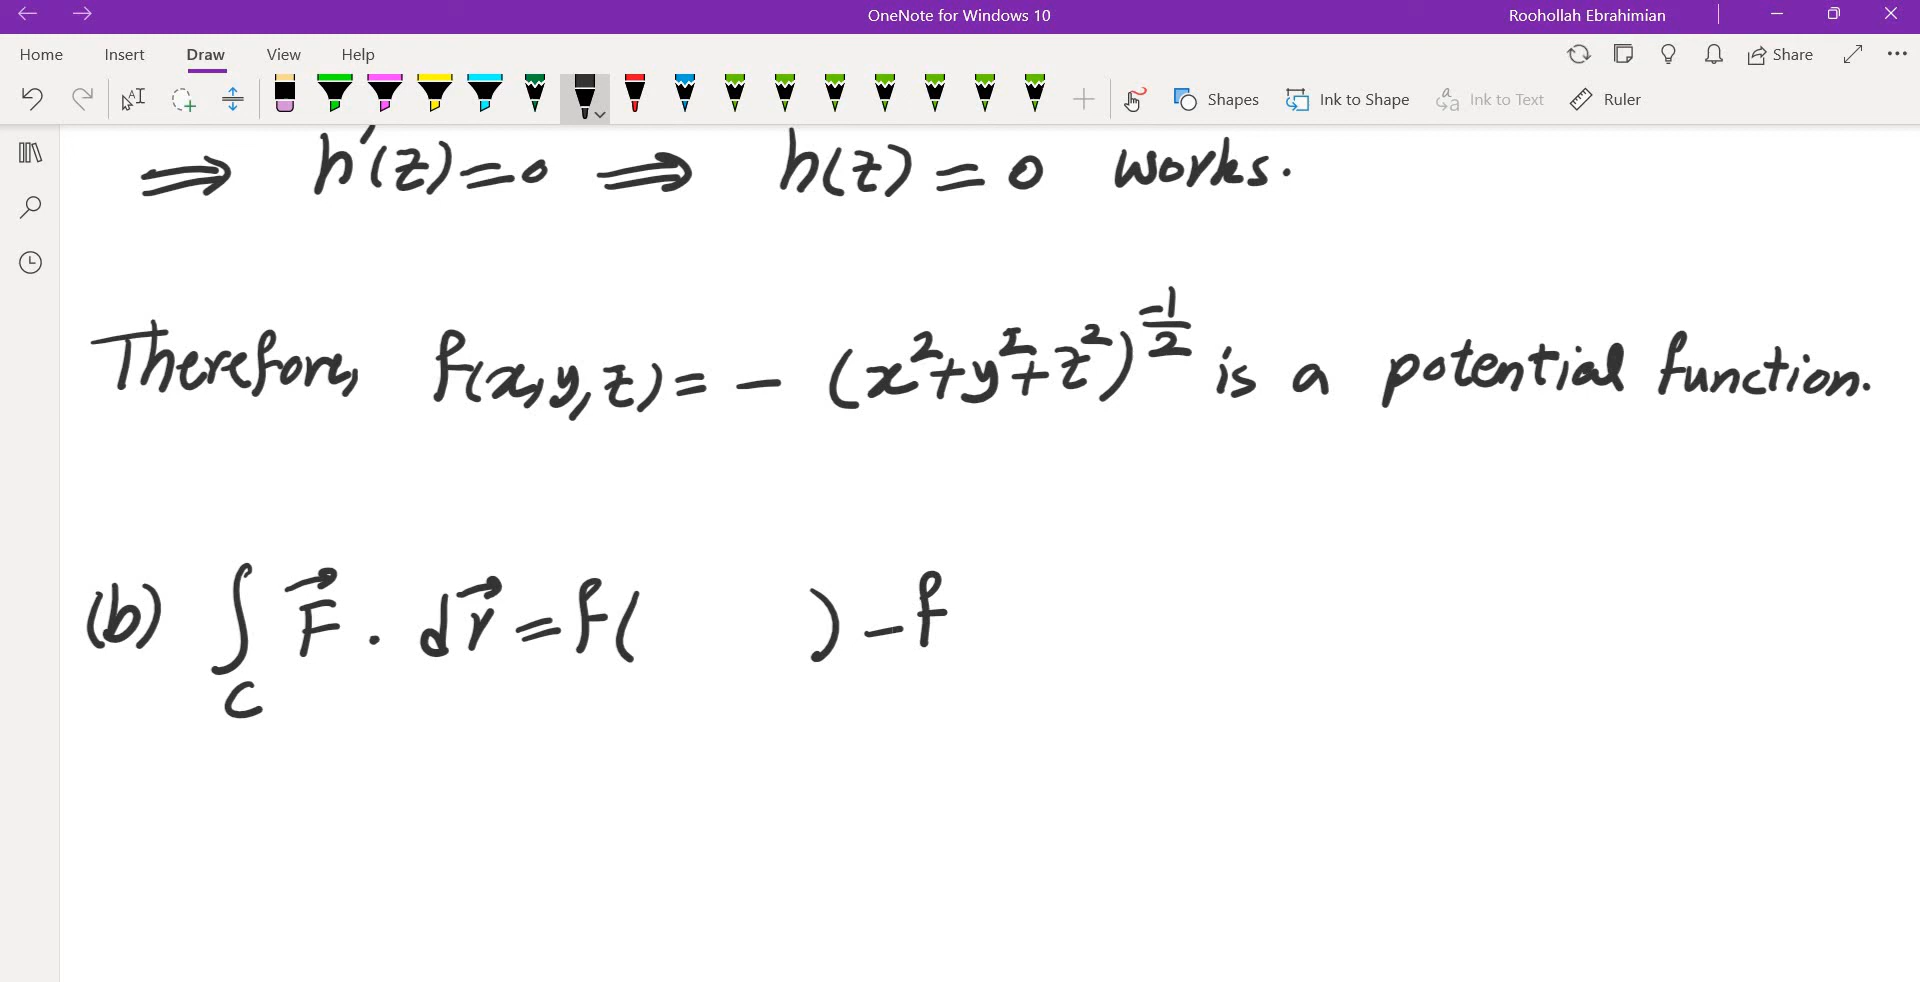 OneNote for Windows 10 Roohollah Ebrahimian
Home Insert Draw View Help Share
Shapes Ink to Shape Ink to Text Ruler
⟹ h'(z)=0 ⟹ h(z) = 0 works.
Therefore, f(x,y,z) = - (x²+y²+z²)^(-1/2) is a potential function.
(b) ∫_C F⃗ · dr⃗ = f( ) - f